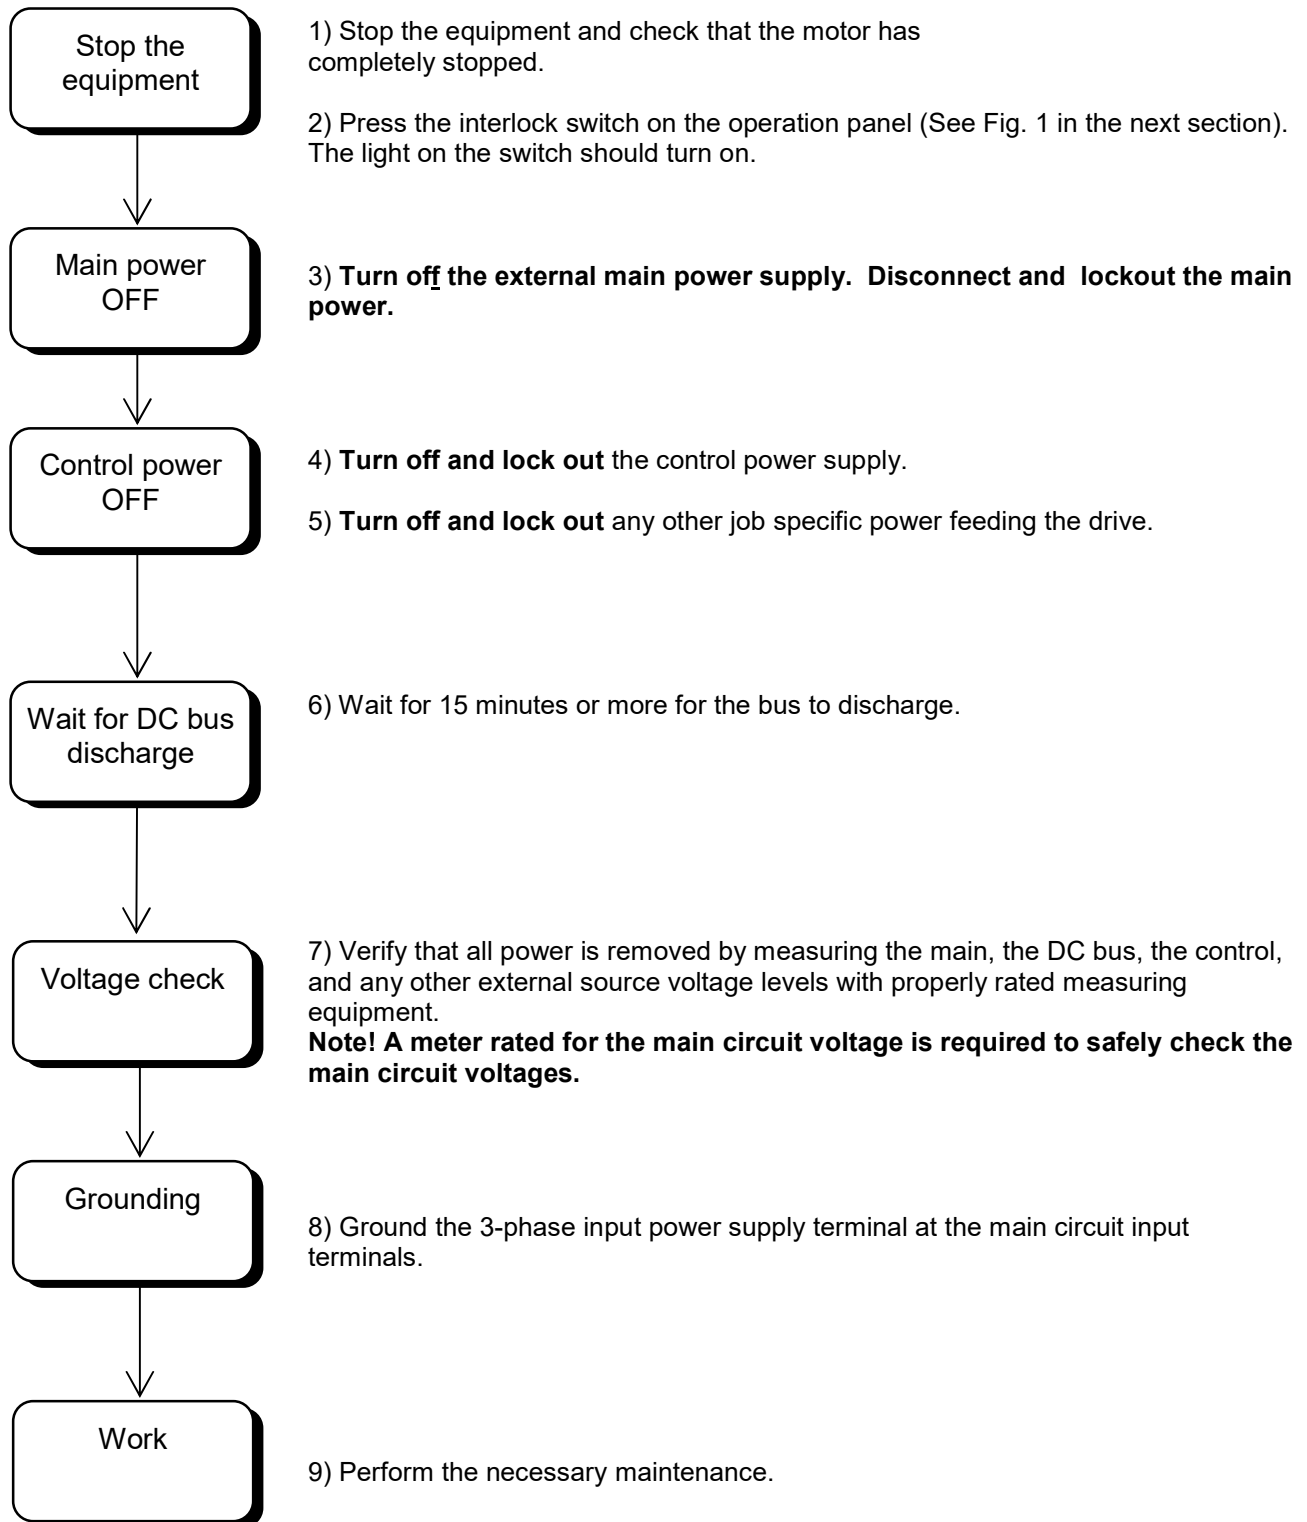 Stop the
equipment
1) Stop the equipment and check that the motor has
completely stopped.
2) Press the interlock switch on the operation panel (See Fig. 1 in the next section).
The light on the switch should turn on.
Main power
OFF
3) Turn off the external main power supply.  Disconnect and  lockout the main
power.
Control power
OFF
4) Turn off and lock out the control power supply.
5) Turn off and lock out any other job specific power feeding the drive.
Wait for DC bus
discharge
6) Wait for 15 minutes or more for the bus to discharge.
Voltage check
7) Verify that all power is removed by measuring the main, the DC bus, the control,
and any other external source voltage levels with properly rated measuring
equipment.
Note! A meter rated for the main circuit voltage is required to safely check the
main circuit voltages.
Grounding
8) Ground the 3-phase input power supply terminal at the main circuit input
terminals.
Work
9) Perform the necessary maintenance.